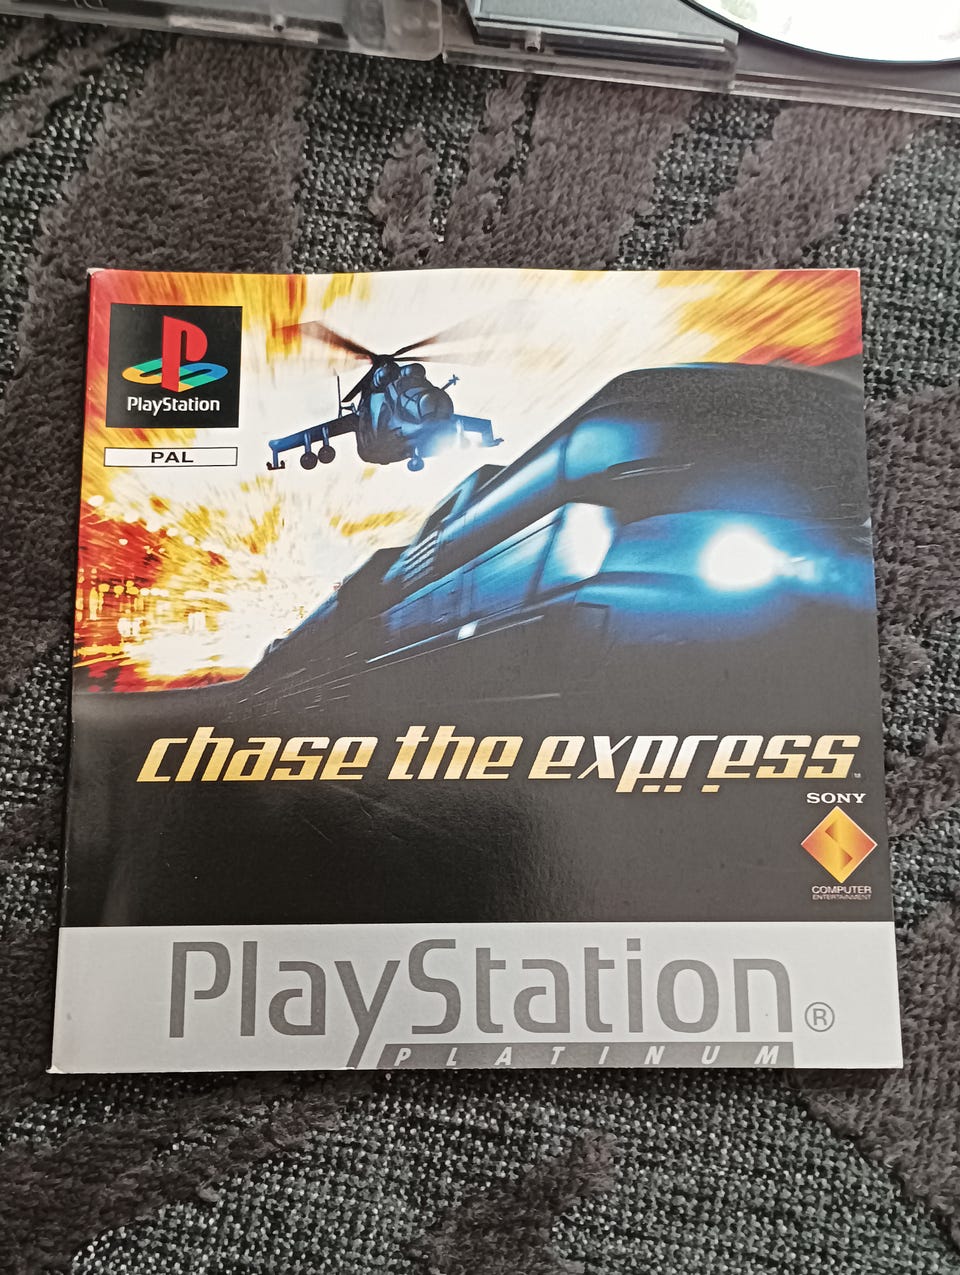 PlayStation
PAL
chase the express
SONY
COMPUTER
ENTERTAINMENT
PlayStation®
PLATINUM